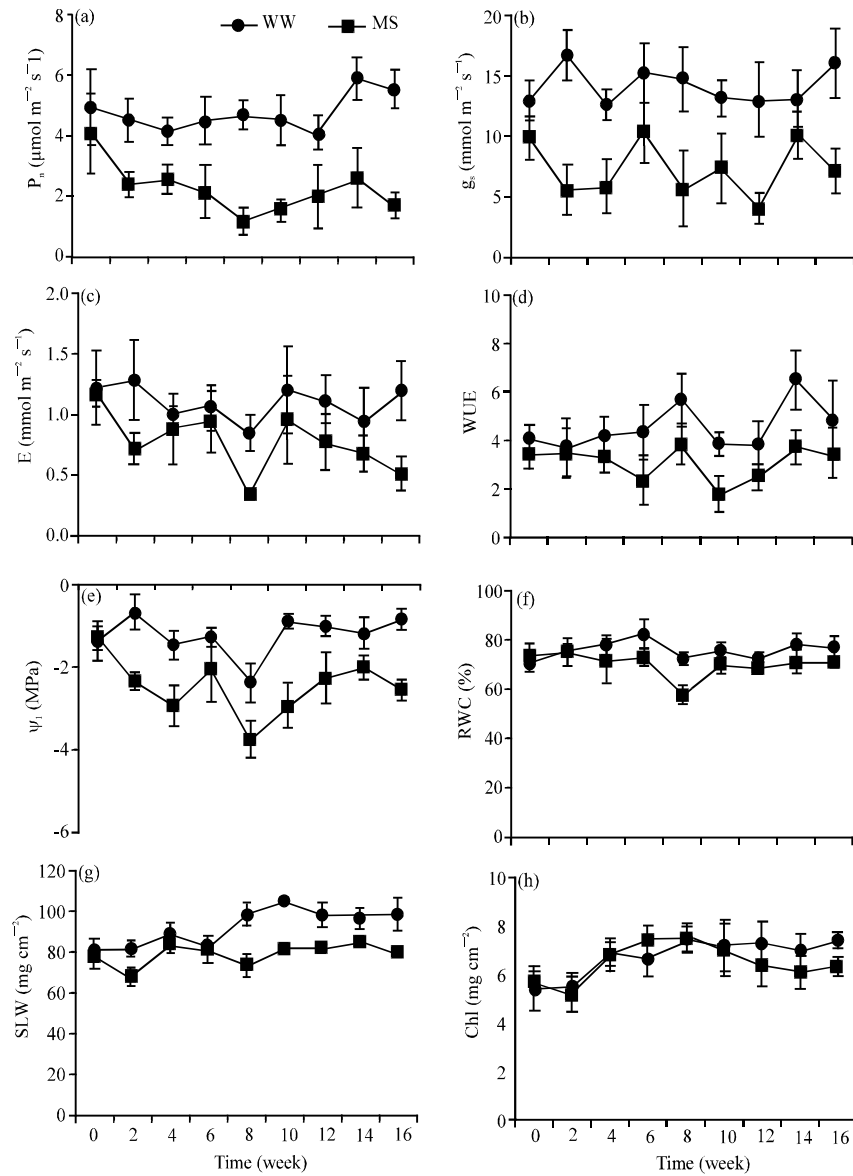 (a)
WW
MS
8
6
4
2
0
Pn (µmol m⁻² s⁻¹)
(b)
20
15
10
5
0
gs (mmol m⁻² s⁻¹)
(c)
2.0
1.5
1.0
0.5
0.0
E (mmol m⁻² s⁻¹)
(d)
10
8
6
4
2
0
WUE
(e)
0
-2
-4
-6
ψ1 (MPa)
(f)
100
80
60
40
20
0
RWC (%)
(g)
120
100
80
60
40
20
0
SLW (mg cm⁻²)
0 2 4 6 8 10 12 14 16
Time (week)
(h)
10
8
6
4
2
0
Chl (mg cm⁻²)
0 2 4 6 8 10 12 14 16
Time (week)